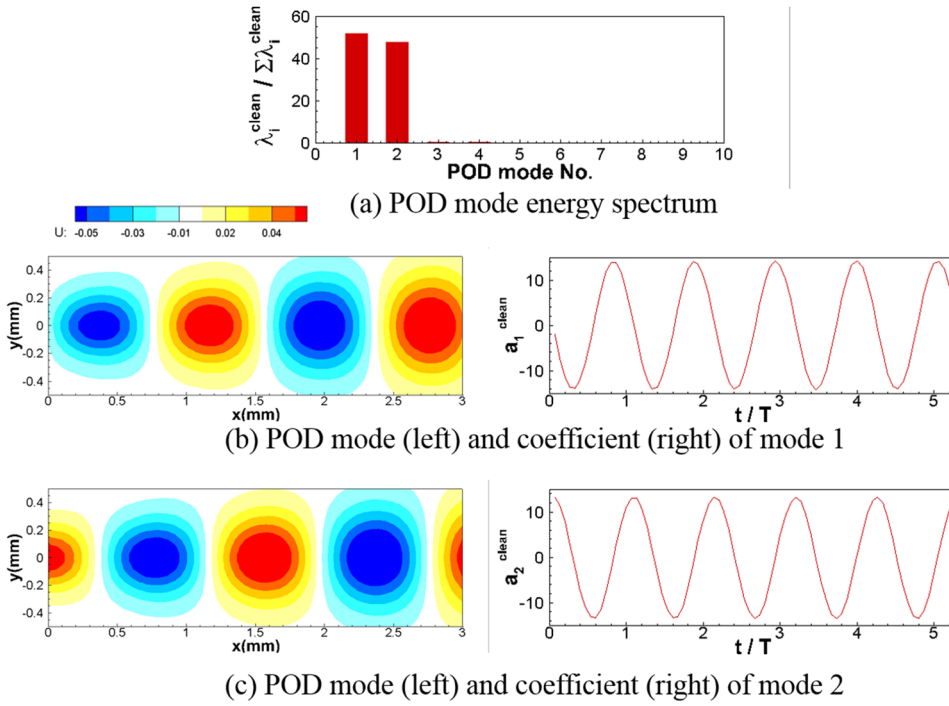 λi^clean / Σλi^clean
60
40
20
0
0 1 2 3 4 5 6 7 8 9 10
POD mode No.
(a) POD mode energy spectrum
U: -0.05 -0.03 -0.01 0.02 0.04
y(mm)
0.4
0.2
0
-0.2
-0.4
0 0.5 1 1.5 2 2.5 3
x(mm)
a1^clean
10
0
-10
1 2 3 4 5
t / T
(b) POD mode (left) and coefficient (right) of mode 1
y(mm)
0.4
0.2
0
-0.2
-0.4
0 0.5 1 1.5 2 2.5 3
x(mm)
a2^clean
10
0
-10
0 1 2 3 4 5
t / T
(c) POD mode (left) and coefficient (right) of mode 2